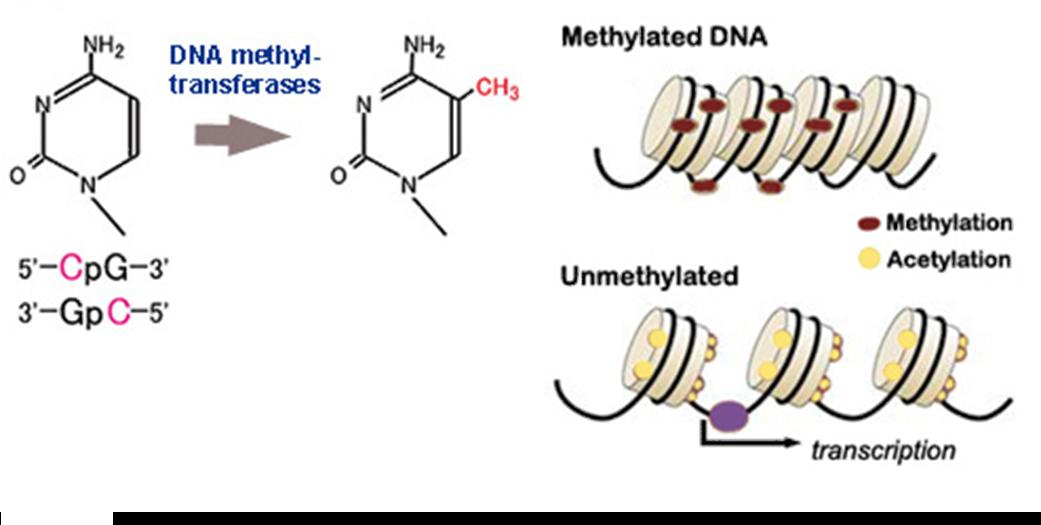 NH₂
N
O
N
5'–CpG–3'
3'–GpC–5'
DNA methyl-
transferases
NH₂
CH₃
N
O
N
Methylated DNA
Methylation
Acetylation
Unmethylated
transcription